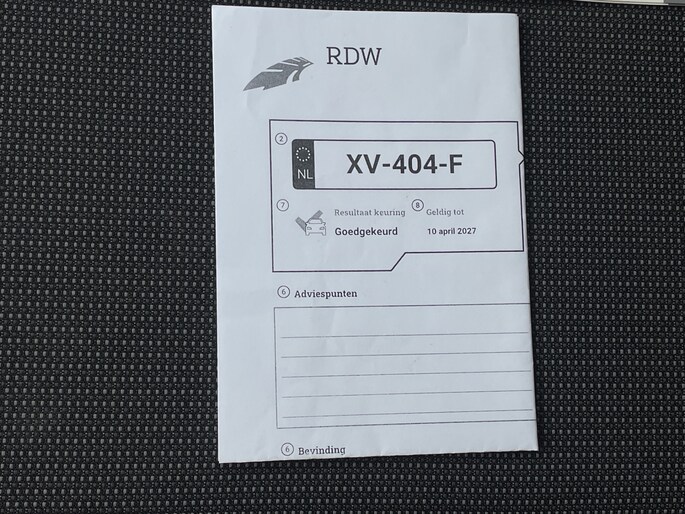 RDW
2
NL XV-404-F
7 Resultaat keuring 8 Geldig tot
Goedgekeurd 10 april 2027
6 Adviespunten
6 Bevinding